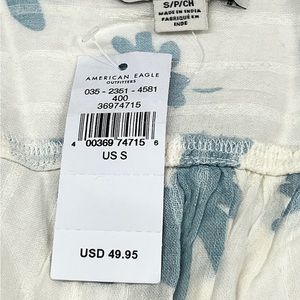 S/P/CH
MADE IN INDIA
FABRIQUÉ EN
INDE
AMERICAN EAGLE
OUTFITTERS
035 - 2351 - 4581
400
36974715
4 00369 74715 6
US S
USD 49.95